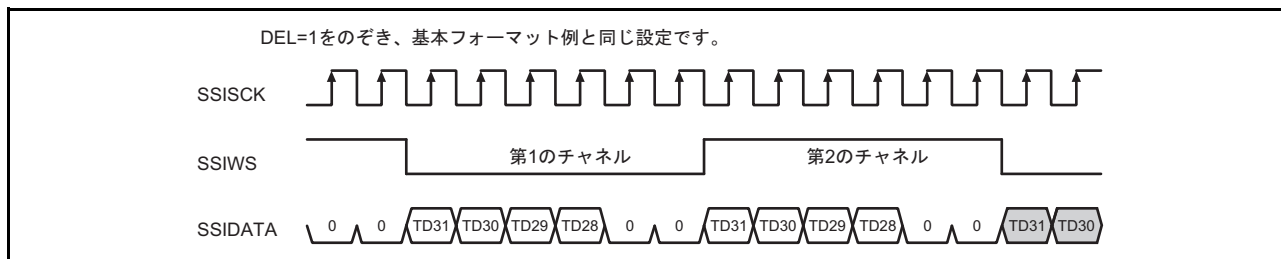 DEL=1をのぞき、基本フォーマット例と同じ設定です。
SSISCK
SSIWS 第1のチャネル 第2のチャネル
SSIDATA 0 0 TD31 TD30 TD29 TD28 0 0 TD31 TD30 TD29 TD28 0 0 TD31 TD30